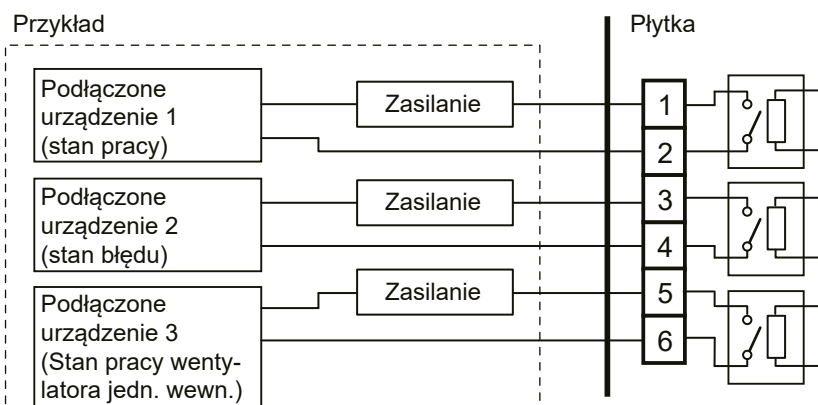 Przykład
Płytka
Podłączone
urządzenie 1
(stan pracy)
Zasilanie
1
2
Podłączone
urządzenie 2
(stan błędu)
Zasilanie
3
4
Podłączone
urządzenie 3
(Stan pracy wenty-
latora jedn. wewn.)
Zasilanie
5
6